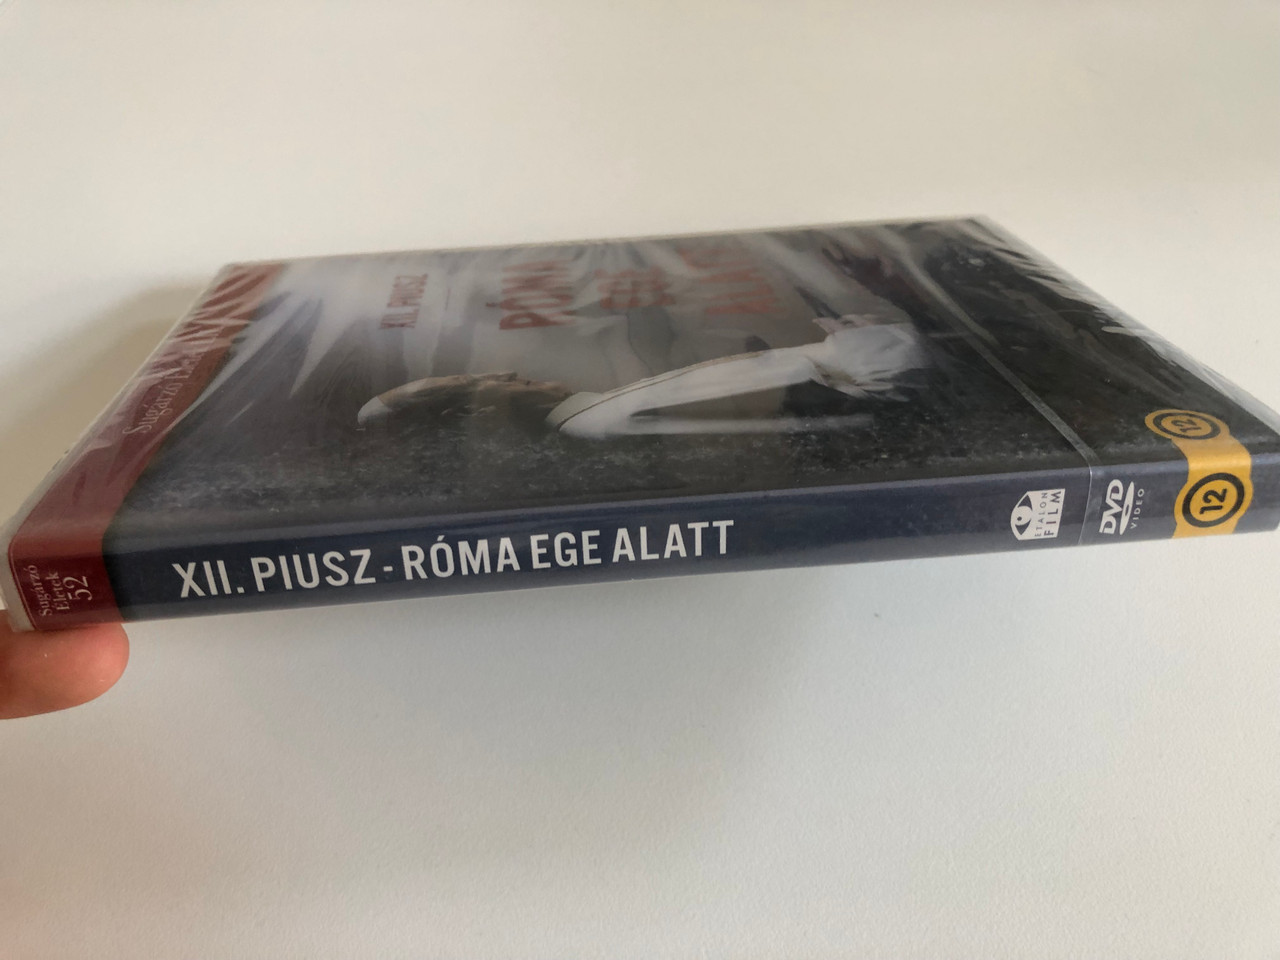 Sugárzó
XII. PIUSZ
RÓMA
EGE
ALATT
12
Sugárzó
Életek
52
XII. PIUSZ - RÓMA EGE ALATT
ETALON
FILM
DVD
VIDEO
12